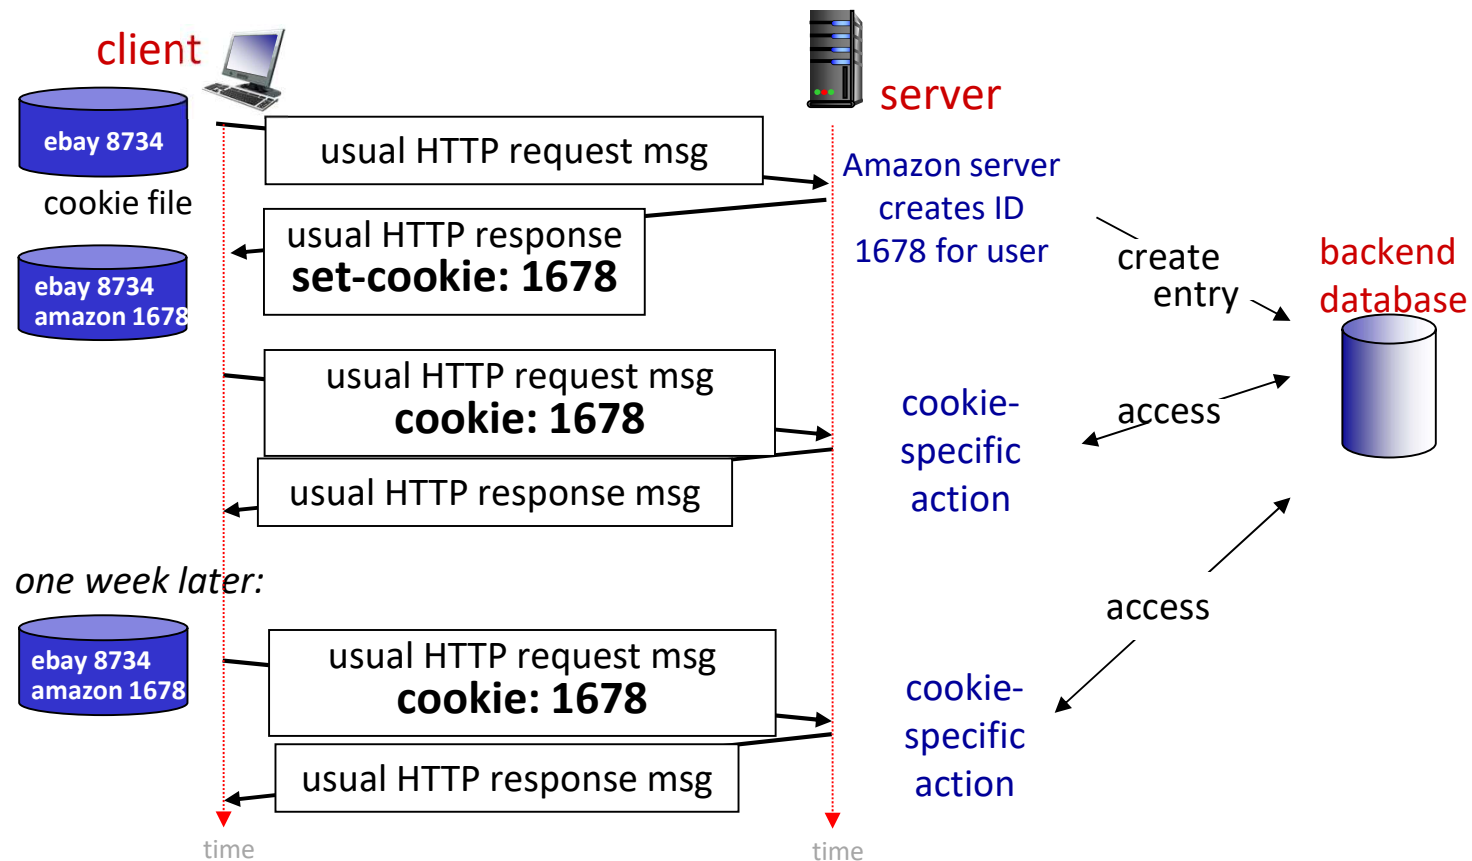 client
server
ebay 8734
cookie file
usual HTTP request msg
Amazon server
creates ID
1678 for user
usual HTTP response
set-cookie: 1678
ebay 8734
amazon 1678
create
entry
backend
database
usual HTTP request msg
cookie: 1678
cookie-
specific
action
access
usual HTTP response msg
one week later:
ebay 8734
amazon 1678
usual HTTP request msg
cookie: 1678
cookie-
specific
action
access
usual HTTP response msg
time
time